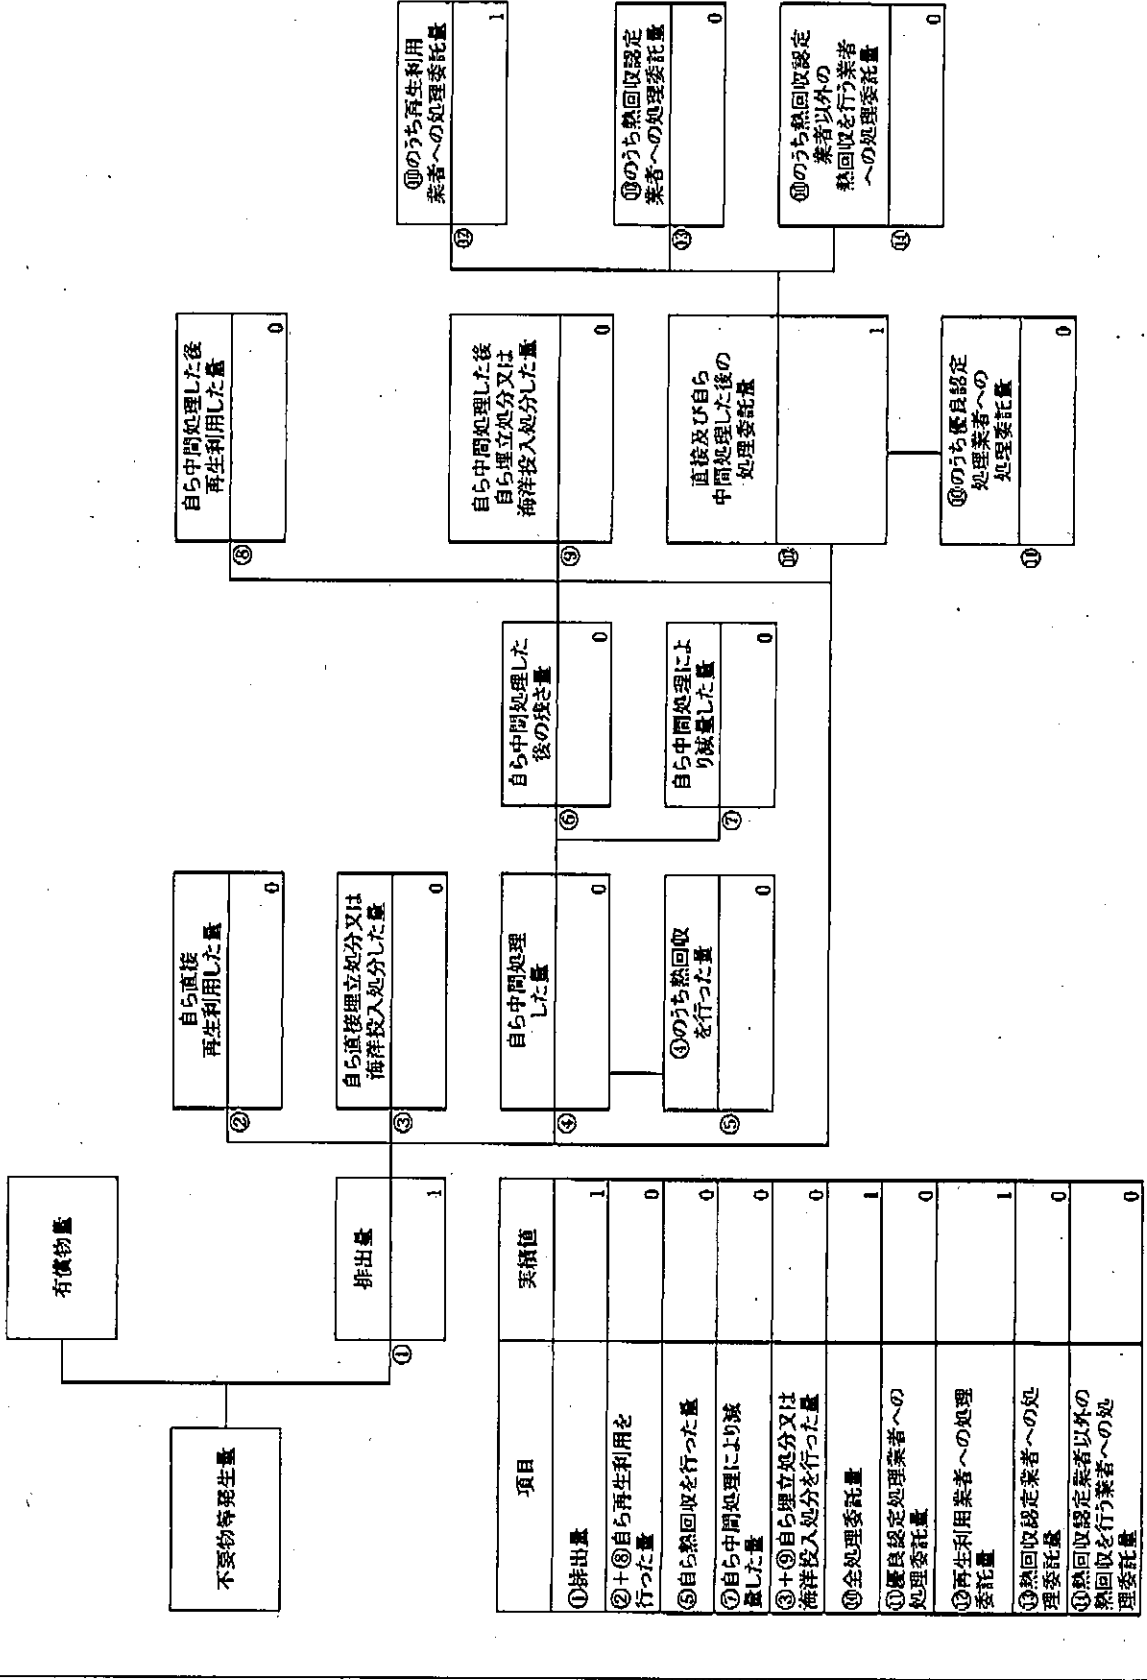 不要物等発生量
有償物量
①
排出量
1
②
自ら直接
再生利用した量
0
③
自ら直接埋立処分又は
海洋投入処分した量
0
④
自ら中間処理
した量
0
⑤
④のうち熱回収
を行った量
0
⑥
自ら中間処理した
後の残さ量
0
⑦
自ら中間処理によ
り減量した量
0
⑧
自ら中間処理した後
再生利用した量
0
⑨
自ら中間処理した後
自ら埋立処分又は
海洋投入処分した量
0
⑩
直接及び自ら
中間処理した後の
処理委託量
1
⑪
⑩のうち優良認定
処理業者への
処理委託量
0
⑫
⑩のうち再生利用
業者への処理委託量
1
⑬
⑩のうち熱回収認定
業者への処理委託量
0
⑭
⑩のうち熱回収認定
業者以外の
熱回収を行う業者
への処理委託量
0
項目
実績値
①排出量
1
②+⑧自ら再生利用を
行った量
0
⑤自ら熱回収を行った量
0
⑦自ら中間処理により減
量した量
0
③+⑨自ら埋立処分又は
海洋投入処分を行った量
0
⑩全処理委託量
1
⑪優良認定処理業者への
処理委託量
0
⑫再生利用業者への処理
委託量
1
⑬熱回収認定業者への処
理委託量
0
⑭熱回収認定業者以外の
熱回収を行う業者への処
理委託量
0